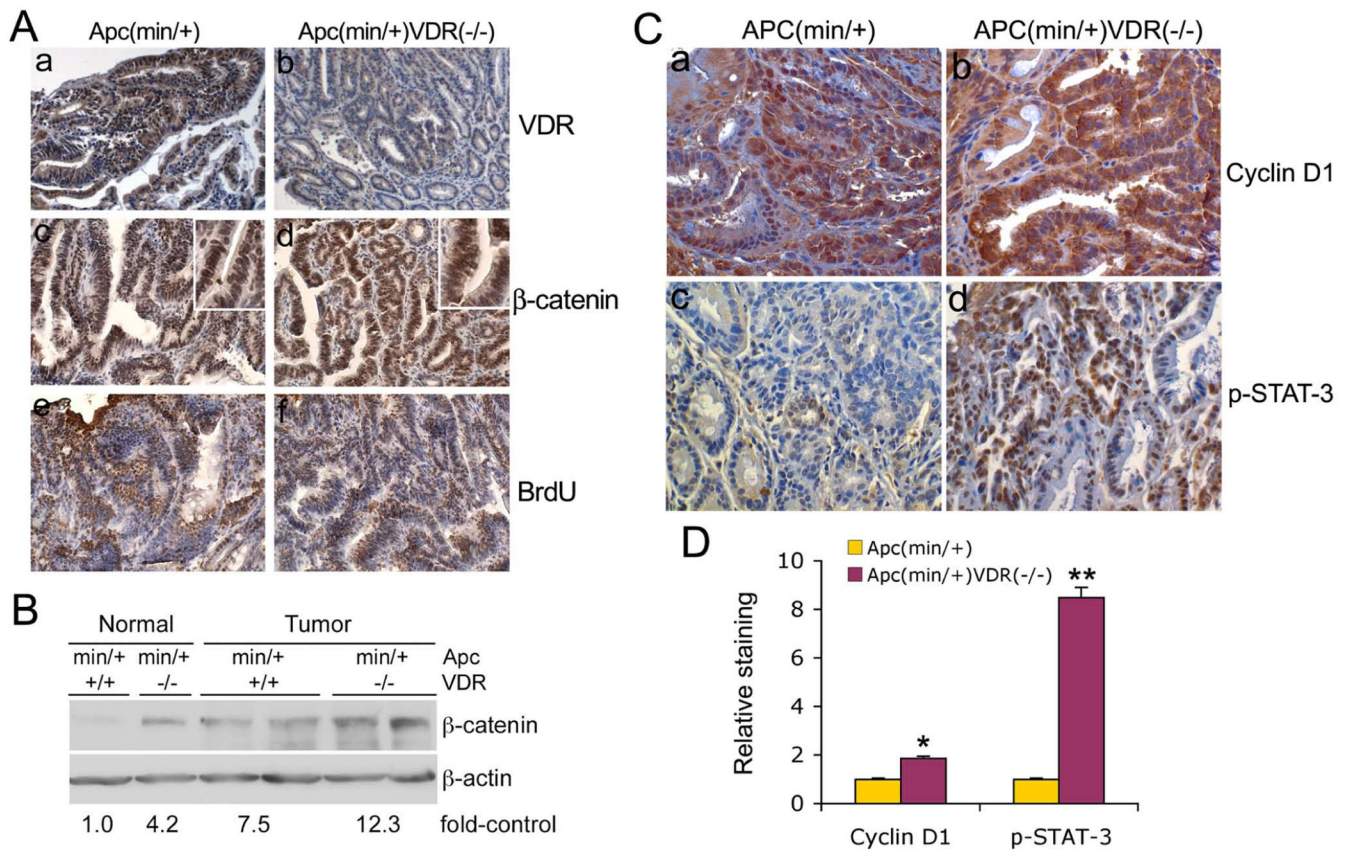 A
Apc(min/+)
Apc(min/+)VDR(-/-)
a
b
VDR
c
d
β-catenin
e
f
BrdU
B
Normal
Tumor
min/+ min/+ min/+ min/+ Apc
+/+ -/- +/+ -/- VDR
β-catenin
β-actin
1.0 4.2 7.5 12.3 fold-control
C
APC(min/+)
APC(min/+)VDR(-/-)
a
b
Cyclin D1
c
d
p-STAT-3
D
Apc(min/+)
Apc(min/+)VDR(-/-)
Relative staining
10
8
6
4
2
0
*
**
Cyclin D1
p-STAT-3